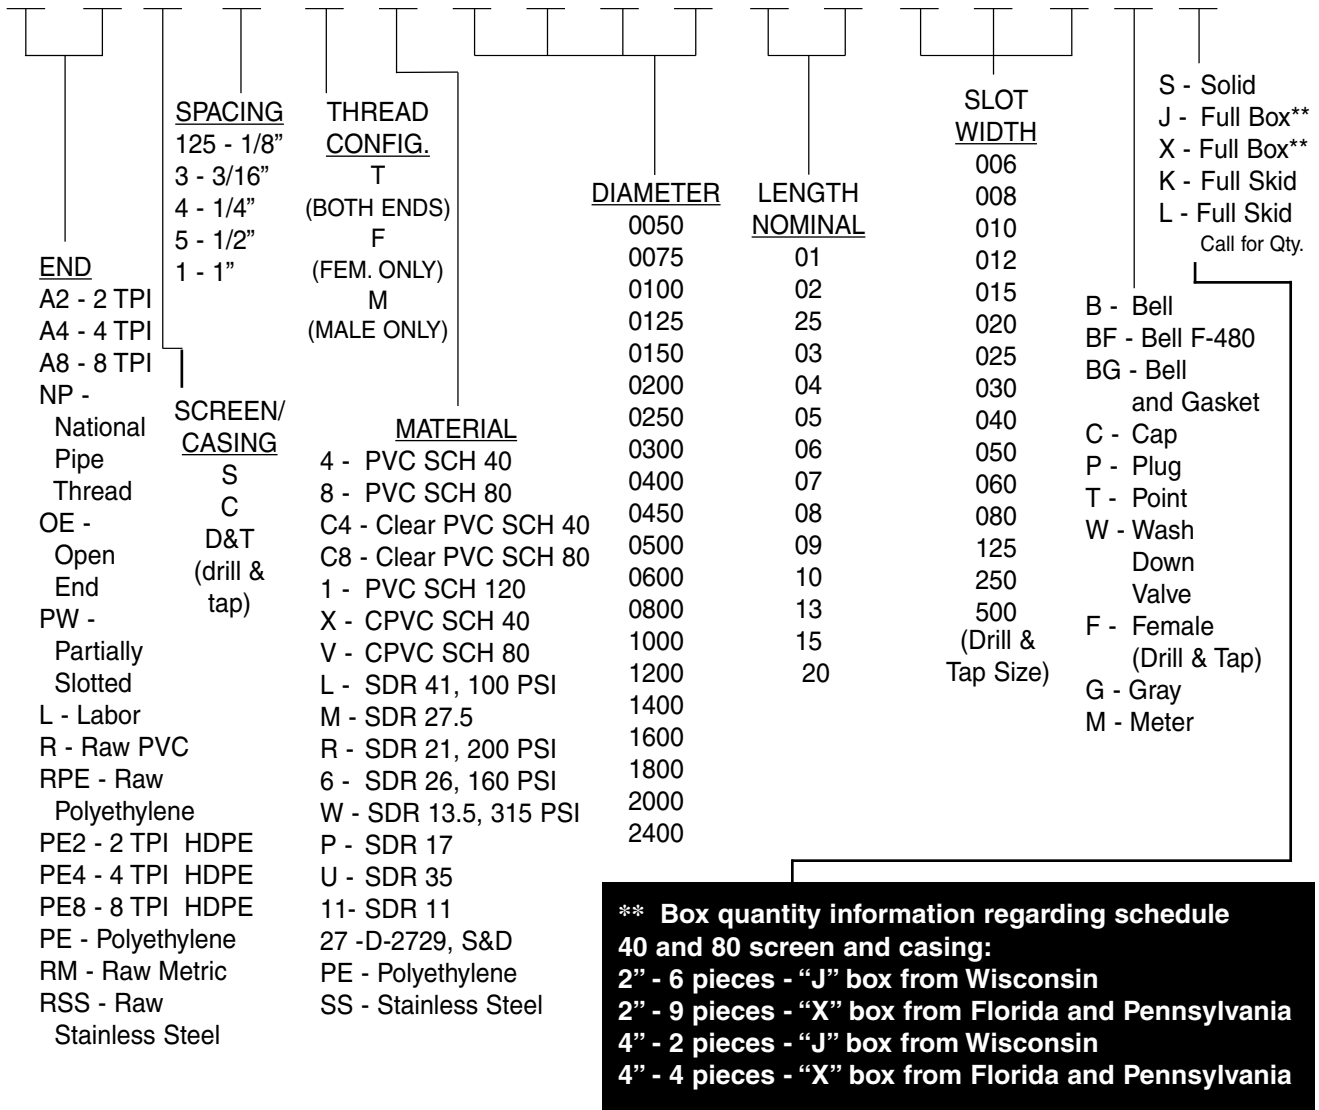 SPACING
125 - 1/8”
3 - 3/16”
4 - 1/4”
5 - 1/2”
1 - 1”
THREAD
CONFIG.
T
(BOTH ENDS)
F
(FEM. ONLY)
M
(MALE ONLY)
END
A2 - 2 TPI
A4 - 4 TPI
A8 - 8 TPI
NP -
National
Pipe
Thread
OE -
Open
End
PW -
Partially
Slotted
L - Labor
R - Raw PVC
RPE - Raw
Polyethylene
PE2 - 2 TPI HDPE
PE4 - 4 TPI HDPE
PE8 - 8 TPI HDPE
PE - Polyethylene
RM - Raw Metric
RSS - Raw
Stainless Steel
SCREEN/
CASING
S
C
D&T
(drill &
tap)
MATERIAL
4 - PVC SCH 40
8 - PVC SCH 80
C4 - Clear PVC SCH 40
C8 - Clear PVC SCH 80
1 - PVC SCH 120
X - CPVC SCH 40
V - CPVC SCH 80
L - SDR 41, 100 PSI
M - SDR 27.5
R - SDR 21, 200 PSI
6 - SDR 26, 160 PSI
W - SDR 13.5, 315 PSI
P - SDR 17
U - SDR 35
11- SDR 11
27 -D-2729, S&D
PE - Polyethylene
SS - Stainless Steel
DIAMETER
0050
0075
0100
0125
0150
0200
0250
0300
0400
0450
0500
0600
0800
1000
1200
1400
1600
1800
2000
2400
LENGTH
NOMINAL
01
02
25
03
04
05
06
07
08
09
10
13
15
20
SLOT
WIDTH
006
008
010
012
015
020
025
030
040
050
060
080
125
250
500
(Drill &
Tap Size)
S - Solid
J - Full Box**
X - Full Box**
K - Full Skid
L - Full Skid
Call for Qty.
B - Bell
BF - Bell F-480
BG - Bell
and Gasket
C - Cap
P - Plug
T - Point
W - Wash
Down
Valve
F - Female
(Drill & Tap)
G - Gray
M - Meter
** Box quantity information regarding schedule
40 and 80 screen and casing:
2” - 6 pieces - “J” box from Wisconsin
2” - 9 pieces - “X” box from Florida and Pennsylvania
4” - 2 pieces - “J” box from Wisconsin
4” - 4 pieces - “X” box from Florida and Pennsylvania